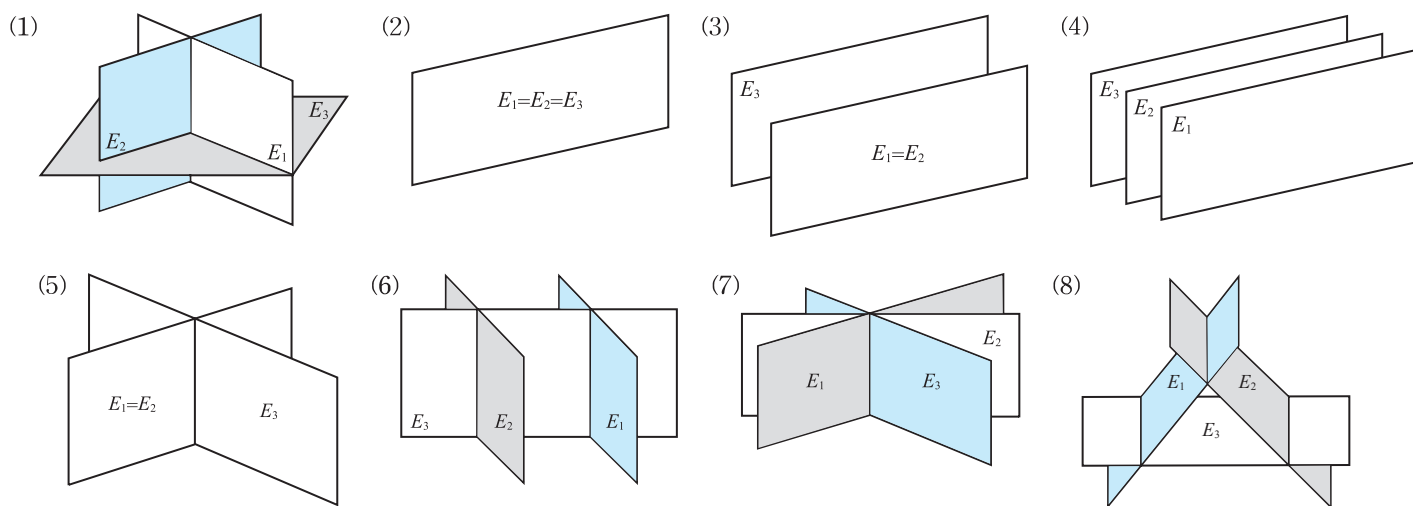 (1)
E₂
E₁
E₃
(2)
E₁=E₂=E₃
(3)
E₃
E₁=E₂
(4)
E₃
E₂
E₁
(5)
E₁=E₂
E₃
(6)
E₃
E₂
E₁
(7)
E₁
E₃
E₂
(8)
E₁
E₂
E₃